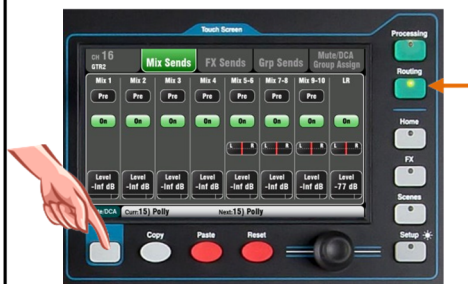 Touch Screen
CH 16
GTR2
Mix Sends FX Sends Grp Sends Mute/DCA Group Assign
Mix 1 Mix 2 Mix 3 Mix 4 Mix 5-6 Mix 7-8 Mix 9-10 LR
Pre Pre Pre Pre Pre Pre Pre
On On On On On On On On
L R L R L R L R
Level Level Level Level Level Level Level Level
-Inf dB -Inf dB -Inf dB -Inf dB -Inf dB -Inf dB -Inf dB -77 dB
/DCA Curr:15) Polly Next:15) Polly
Copy Paste Reset
Processing
Routing
Home
FX
Scenes
Setup